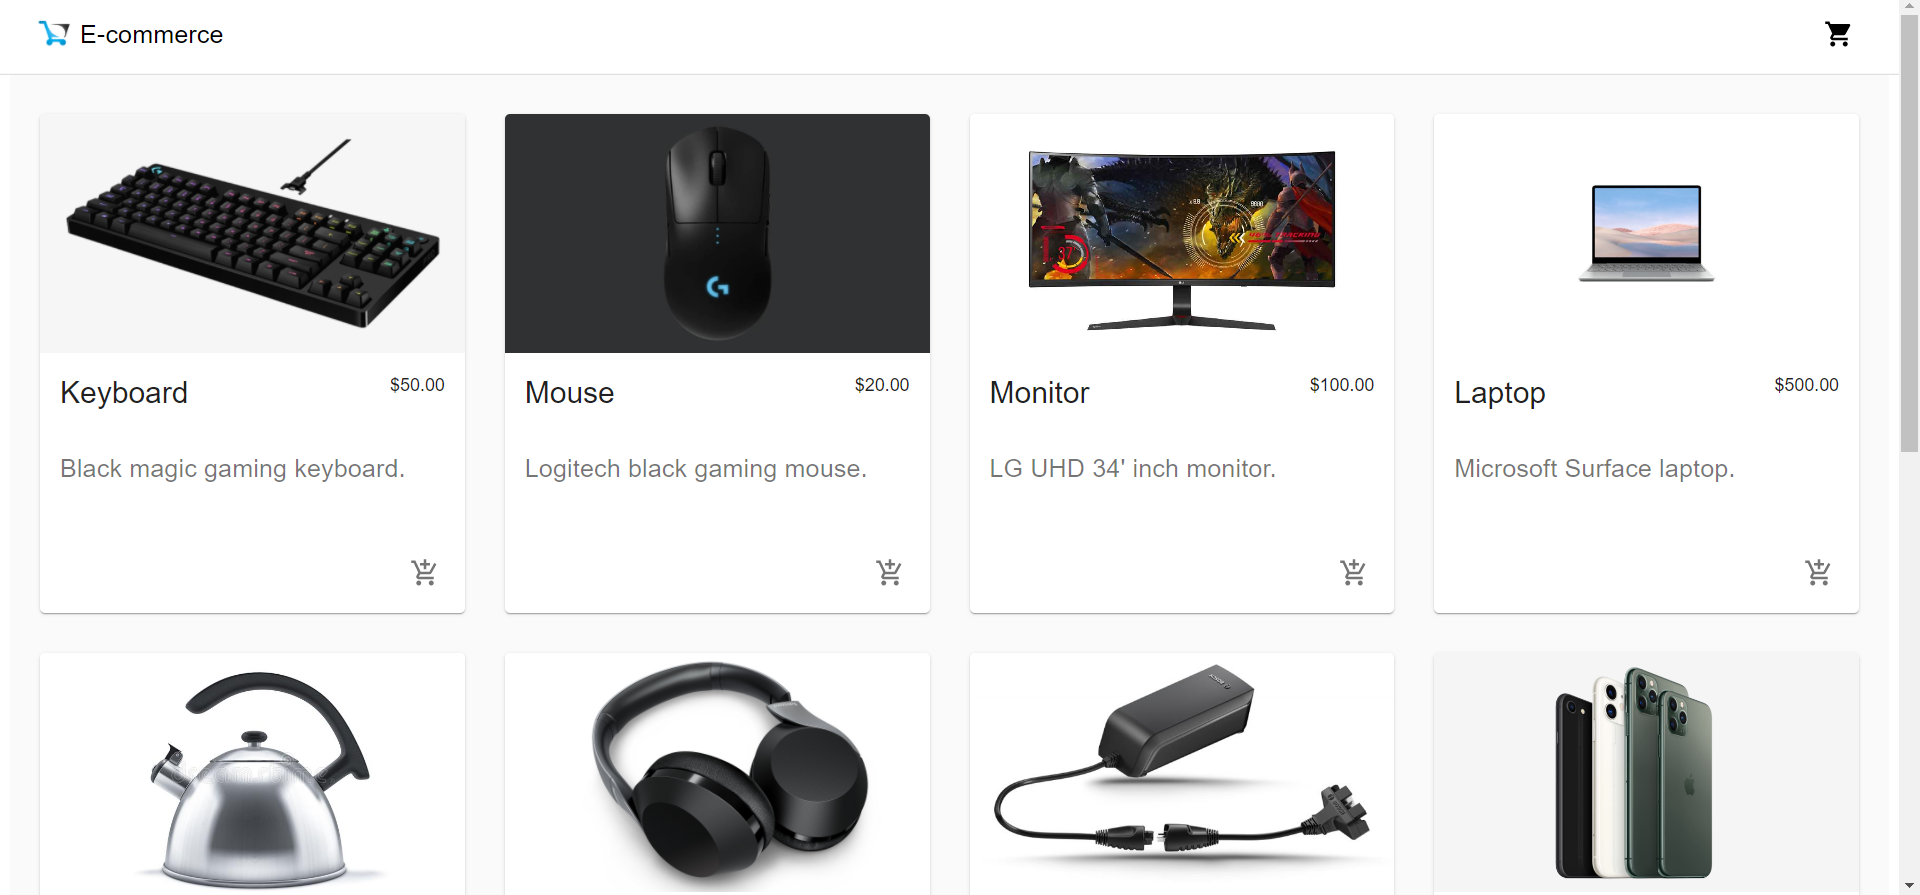 E-commerce
Keyboard $50.00
Black magic gaming keyboard.
Mouse $20.00
Logitech black gaming mouse.
Monitor $100.00
LG UHD 34' inch monitor.
Laptop $500.00
Microsoft Surface laptop.